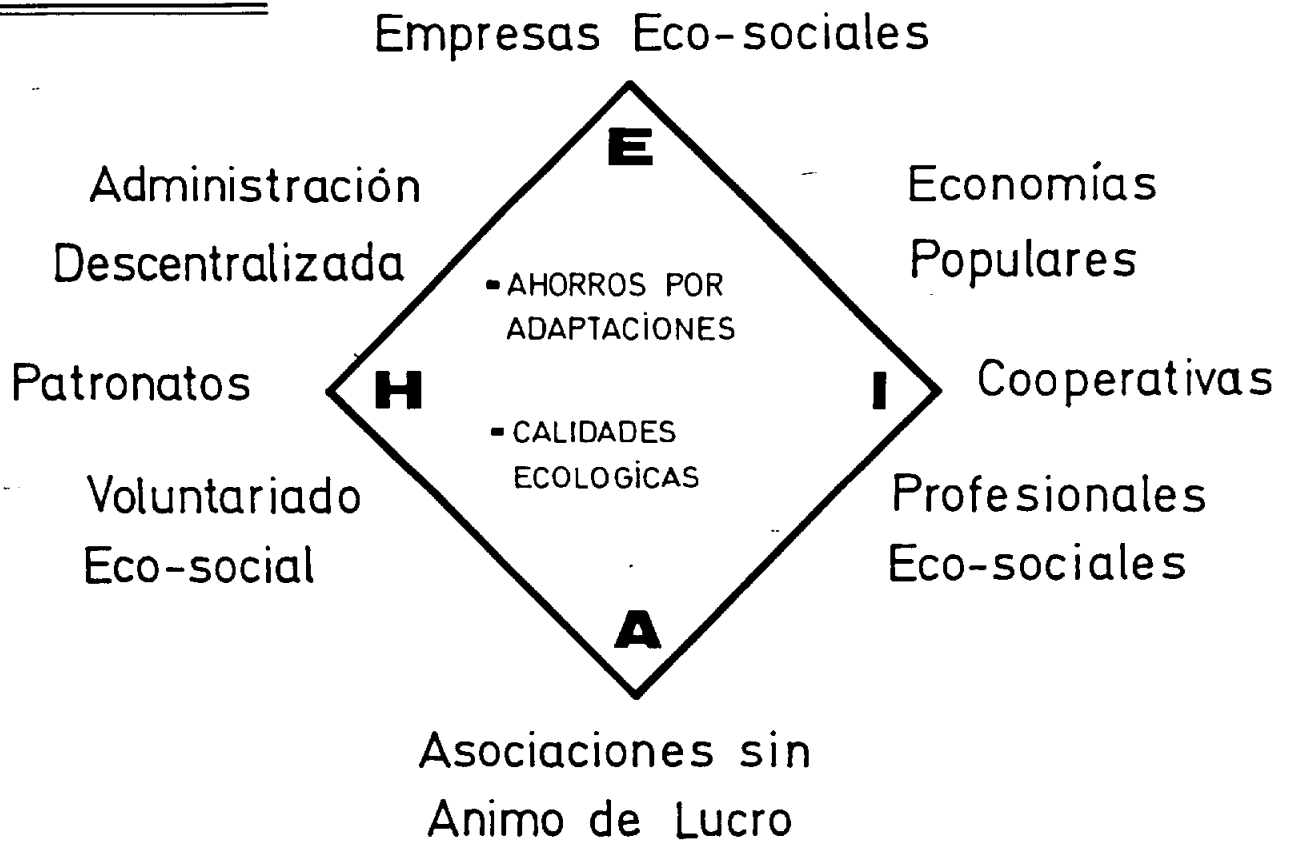 Empresas Eco-sociales
E
Administración
Descentralizada
Economías
Populares
- AHORROS POR
ADAPTACIONES
Patronatos
H
I
Cooperativas
- CALIDADES
ECOLOGICAS
Voluntariado
Eco-social
Profesionales
Eco-sociales
A
Asociaciones sin
Animo de Lucro